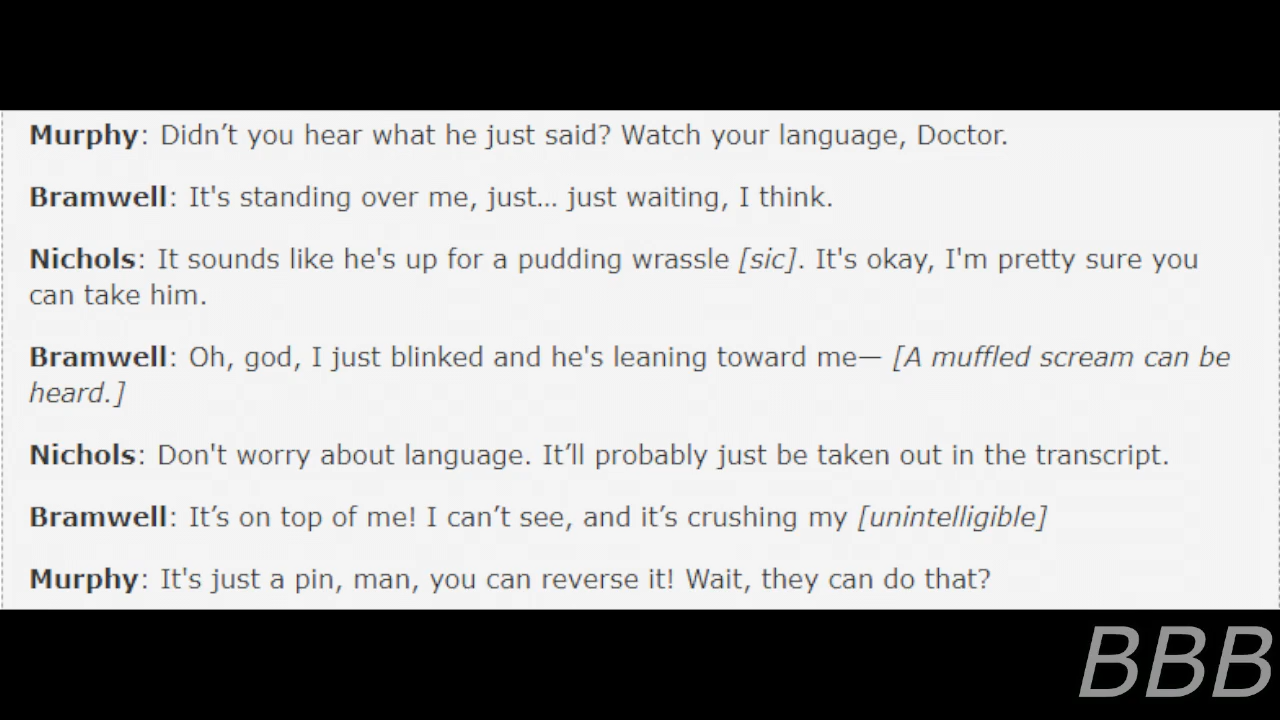 Murphy: Didn’t you hear what he just said? Watch your language, Doctor.
Bramwell: It's standing over me, just... just waiting, I think.
Nichols: It sounds like he's up for a pudding wrassle [sic]. It's okay, I'm pretty sure you
can take him.
Bramwell: Oh, god, I just blinked and he's leaning toward me— [A muffled scream can be
heard.]
Nichols: Don't worry about language. It’ll probably just be taken out in the transcript.
Bramwell: It’s on top of me! I can’t see, and it’s crushing my [unintelligible]
Murphy: It's just a pin, man, you can reverse it! Wait, they can do that?
BBB